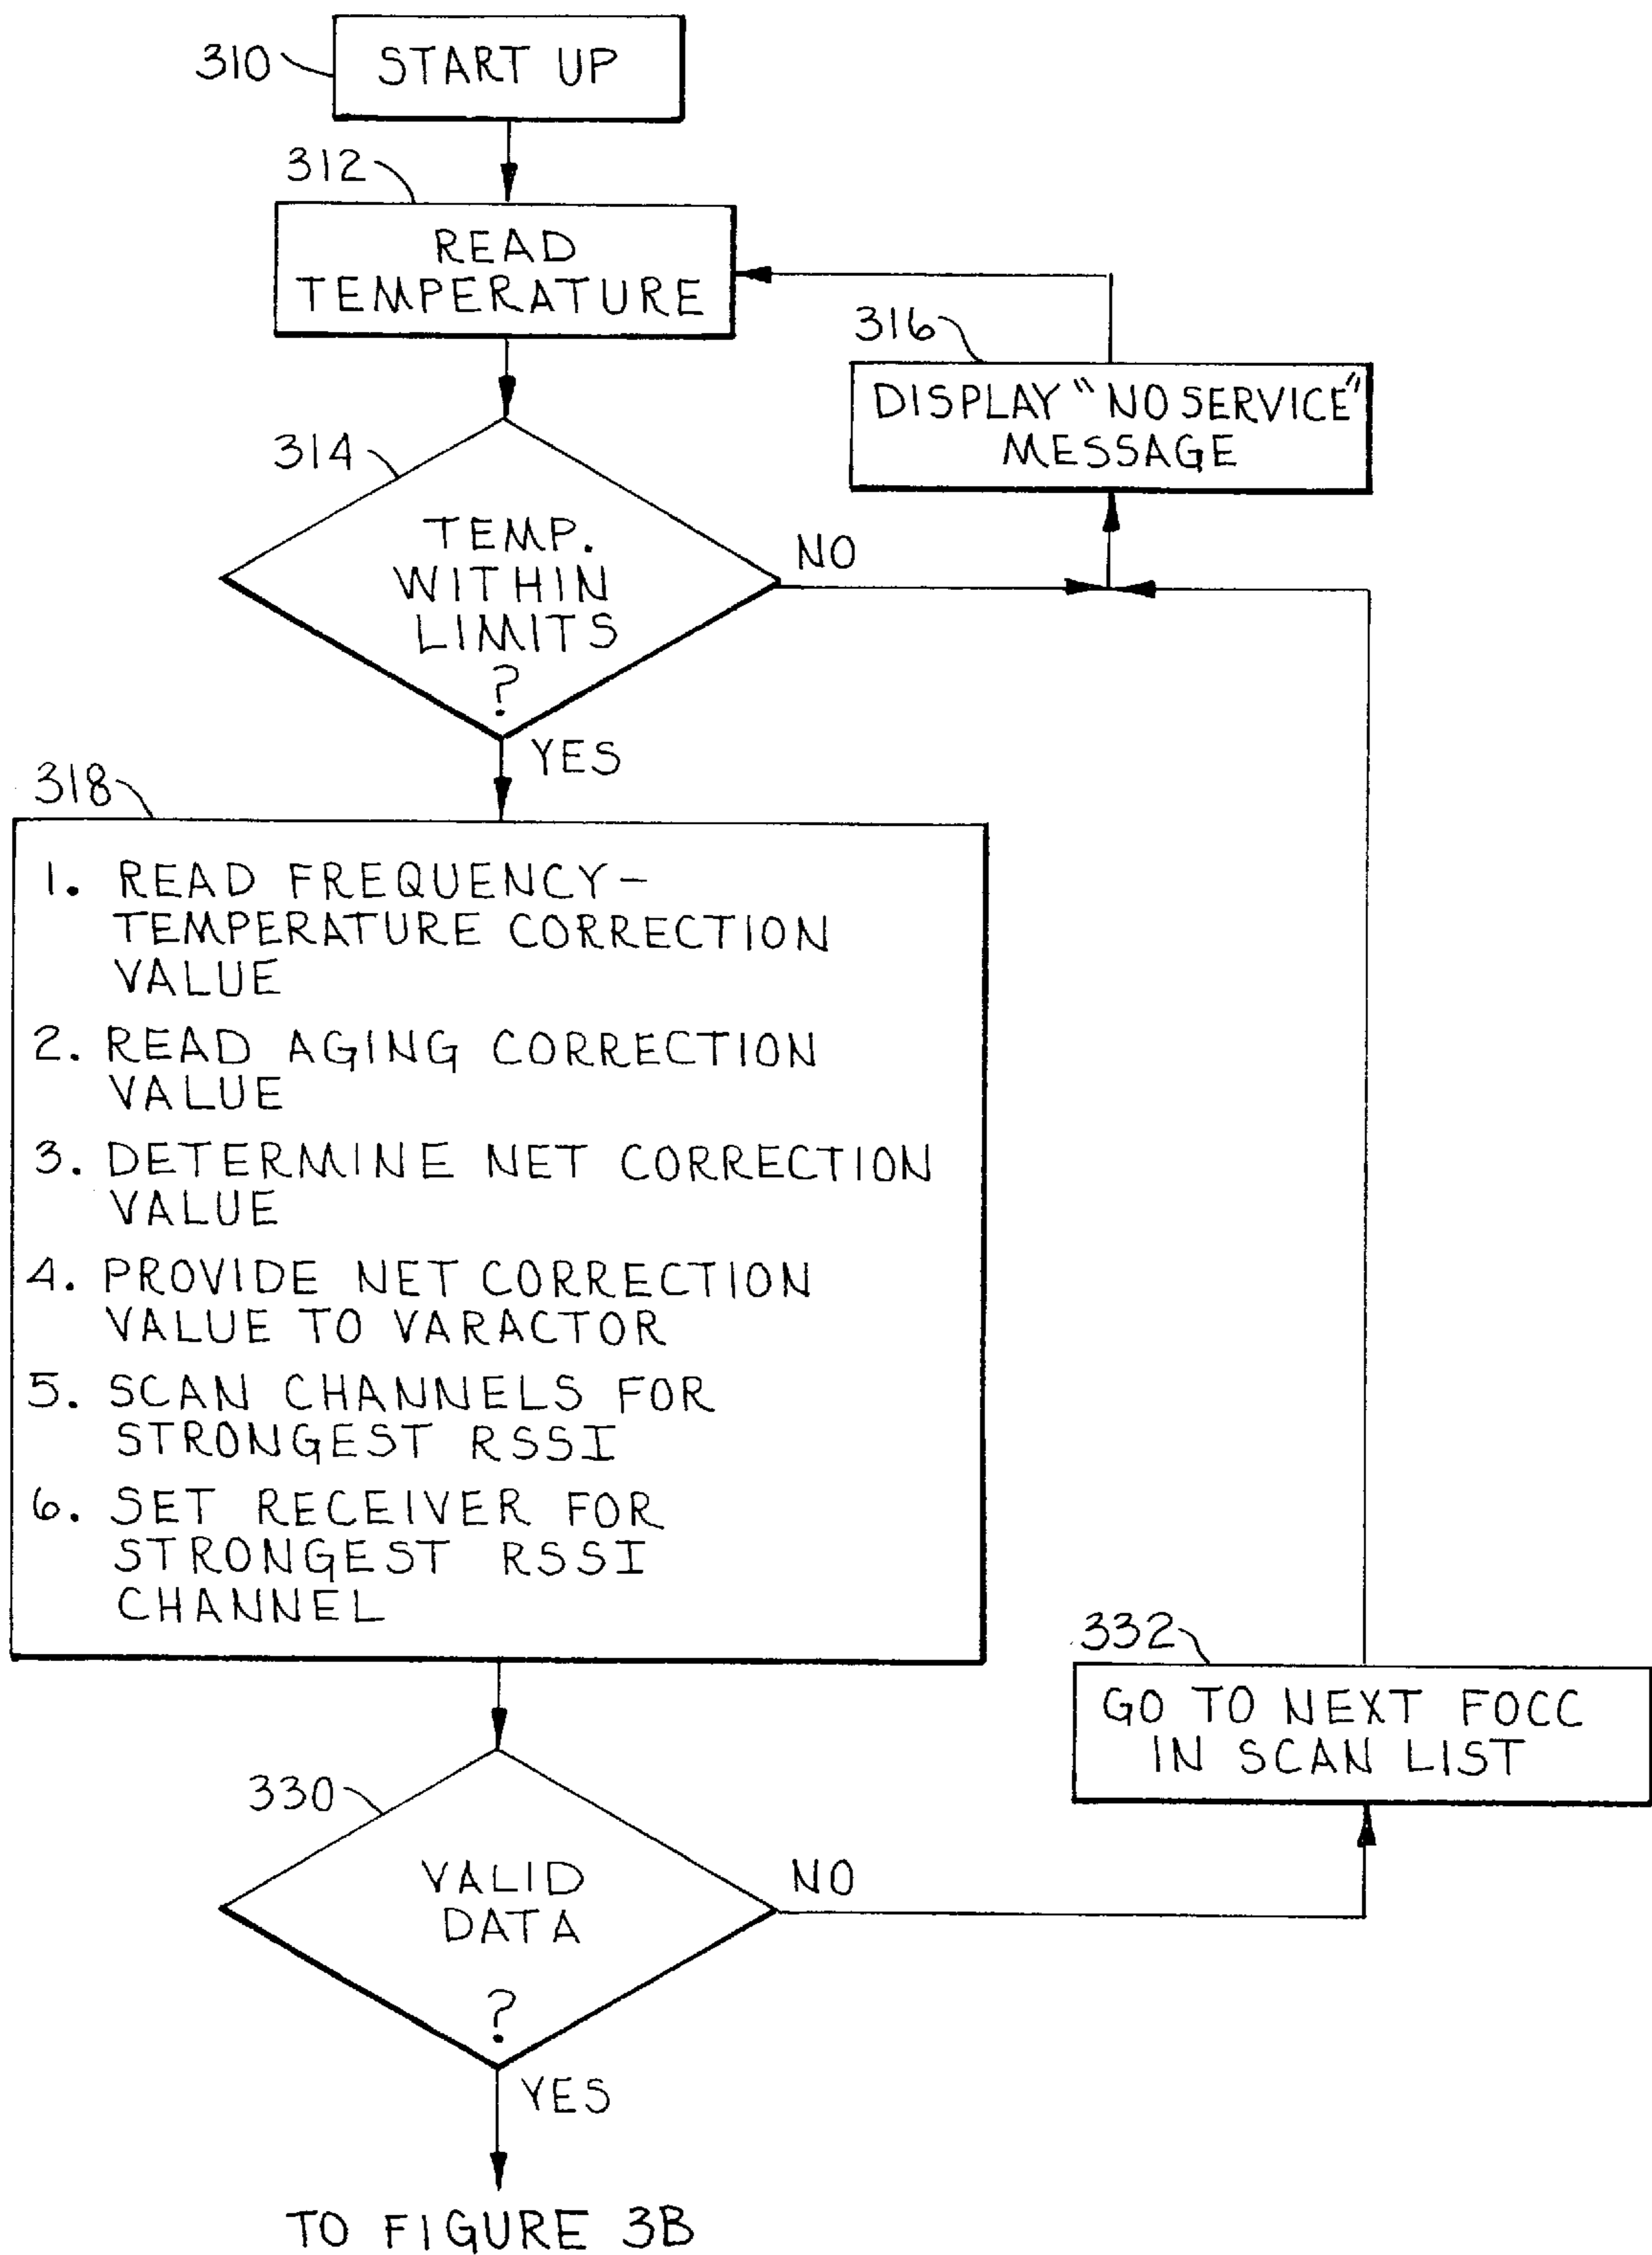 310
START UP
312
READ
TEMPERATURE
316
DISPLAY "NO SERVICE"
MESSAGE
314
TEMP.
WITHIN
LIMITS
?
NO
YES
318
1. READ FREQUENCY-
TEMPERATURE CORRECTION
VALUE
2. READ AGING CORRECTION
VALUE
3. DETERMINE NET CORRECTION
VALUE
4. PROVIDE NET CORRECTION
VALUE TO VARACTOR
5. SCAN CHANNELS FOR
STRONGEST RSSI
6. SET RECEIVER FOR
STRONGEST RSSI
CHANNEL
332
GO TO NEXT FOCC
IN SCAN LIST
330
VALID
DATA
?
NO
YES
TO FIGURE 3B